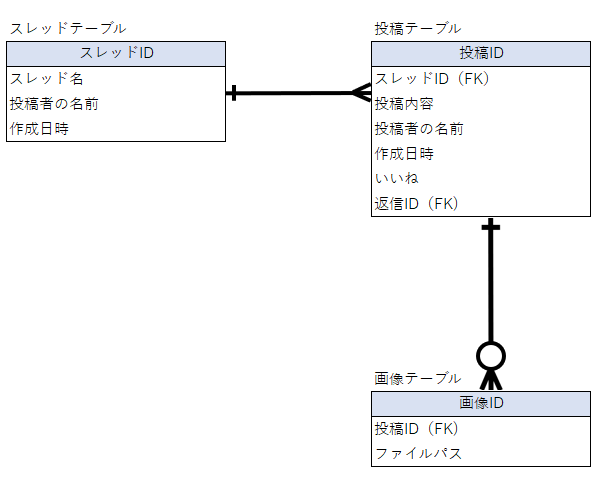 スレッドテーブル
スレッドID
スレッド名
投稿者の名前
作成日時
投稿テーブル
投稿ID
スレッドID（FK）
投稿内容
投稿者の名前
作成日時
いいね
返信ID（FK）
画像テーブル
画像ID
投稿ID（FK）
ファイルパス